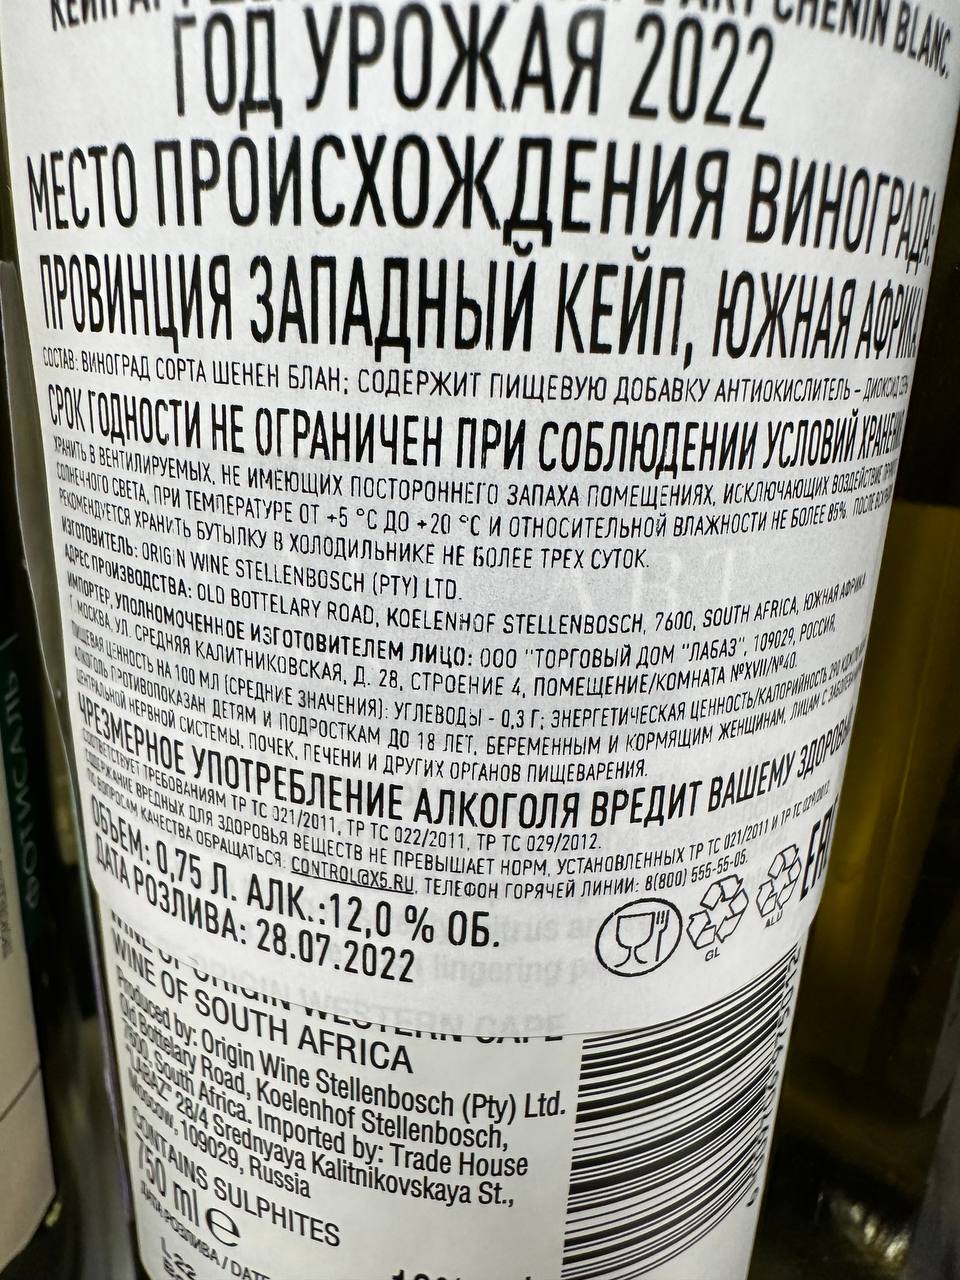 CHENIN BLANC.
ГОД УРОЖАЯ 2022
МЕСТО ПРОИСХОЖДЕНИЯ ВИНОГРАДА:
ПРОВИНЦИЯ ЗАПАДНЫЙ КЕЙП, ЮЖНАЯ АФРИКА
СОСТАВ: ВИНОГРАД СОРТА ШЕНЕН БЛАН; СОДЕРЖИТ ПИЩЕВУЮ ДОБАВКУ АНТИОКИСЛИТЕЛЬ – ДИОКСИД
СРОК ГОДНОСТИ НЕ ОГРАНИЧЕН ПРИ СОБЛЮДЕНИИ УСЛОВИЙ
ХРАНИТЬ В ВЕНТИЛИРУЕМЫХ, НЕ ИМЕЮЩИХ ПОСТОРОННЕГО ЗАПАХА ПОМЕЩЕНИЯХ, ИСКЛЮЧАЮЩИХ ВОЗДЕЙСТВИЕ
СОЛНЕЧНОГО СВЕТА, ПРИ ТЕМПЕРАТУРЕ ОТ +5 °С ДО +20 °С И ОТНОСИТЕЛЬНОЙ ВЛАЖНОСТИ НЕ БОЛЕЕ 85%. ПОСЛЕ
РЕКОМЕНДУЕТСЯ ХРАНИТЬ БУТЫЛКУ В ХОЛОДИЛЬНИКЕ НЕ БОЛЕЕ ТРЕХ СУТОК.
ИЗГОТОВИТЕЛЬ: ORIGIN WINE STELLENBOSCH (PTY) LTD.
АДРЕС ПРОИЗВОДСТВА: OLD BOTTELARY ROAD, KOELENHOF STELLENBOSCH, 7600, SOUTH AFRICA, ЮЖНАЯ АФРИКА
ИМПОРТЕР, УПОЛНОМОЧЕННОЕ ИЗГОТОВИТЕЛЕМ ЛИЦО: ООО "ТОРГОВЫЙ ДОМ "ЛАБАЗ", 109029, РОССИЯ,
Г. МОСКВА, УЛ. СРЕДНЯЯ КАЛИТНИКОВСКАЯ, Д. 28, СТРОЕНИЕ 4, ПОМЕЩЕНИЕ/КОМНАТА №XVII/№40.
ПИЩЕВАЯ ЦЕННОСТЬ НА 100 МЛ (СРЕДНИЕ ЗНАЧЕНИЯ): УГЛЕВОДЫ - 0,3 Г; ЭНЕРГЕТИЧЕСКАЯ ЦЕННОСТЬ/КАЛОРИЙНОСТЬ
АЛКОГОЛЬ ПРОТИВОПОКАЗАН ДЕТЯМ И ПОДРОСТКАМ ДО 18 ЛЕТ, БЕРЕМЕННЫМ И КОРМЯЩИМ ЖЕНЩИНАМ, ЛИЦАМ С
ЦЕНТРАЛЬНОЙ НЕРВНОЙ СИСТЕМЫ, ПОЧЕК, ПЕЧЕНИ И ДРУГИХ ОРГАНОВ ПИЩЕВАРЕНИЯ.
ЧРЕЗМЕРНОЕ УПОТРЕБЛЕНИЕ АЛКОГОЛЯ ВРЕДИТ ВАШЕМУ
СООТВЕТСТВУЕТ ТРЕБОВАНИЯМ ТР ТС 021/2011, ТР ТС 022/2011, ТР ТС 029/2012.
СОДЕРЖАНИЕ ВРЕДНЫХ ДЛЯ ЗДОРОВЬЯ ВЕЩЕСТВ НЕ ПРЕВЫШАЕТ НОРМ, УСТАНОВЛЕННЫХ ТР ТС 021/2011 И ТР ТС 029/2012.
ПО ВОПРОСАМ КАЧЕСТВА ОБРАЩАТЬСЯ: CONTROL@X5.RU, ТЕЛЕФОН ГОРЯЧЕЙ ЛИНИИ: 8(800) 555-55-05.
ОБЪЕМ: 0,75 Л. АЛК.:12,0 % ОБ.
ДАТА РОЗЛИВА: 28.07.2022
GL
ALU
ORIGIN WESTERN CAPE
WINE OF SOUTH AFRICA
Produced by: Origin Wine Stellenbosch (Pty) Ltd.
Old Bottelary Road, Koelenhof Stellenbosch,
7600, South Africa. Imported by: Trade House
"LABAZ" 28/4 Srednyaya Kalitnikovskaya St.,
Moscow, 109029, Russia
CONTAINS SULPHITES
750 ml e